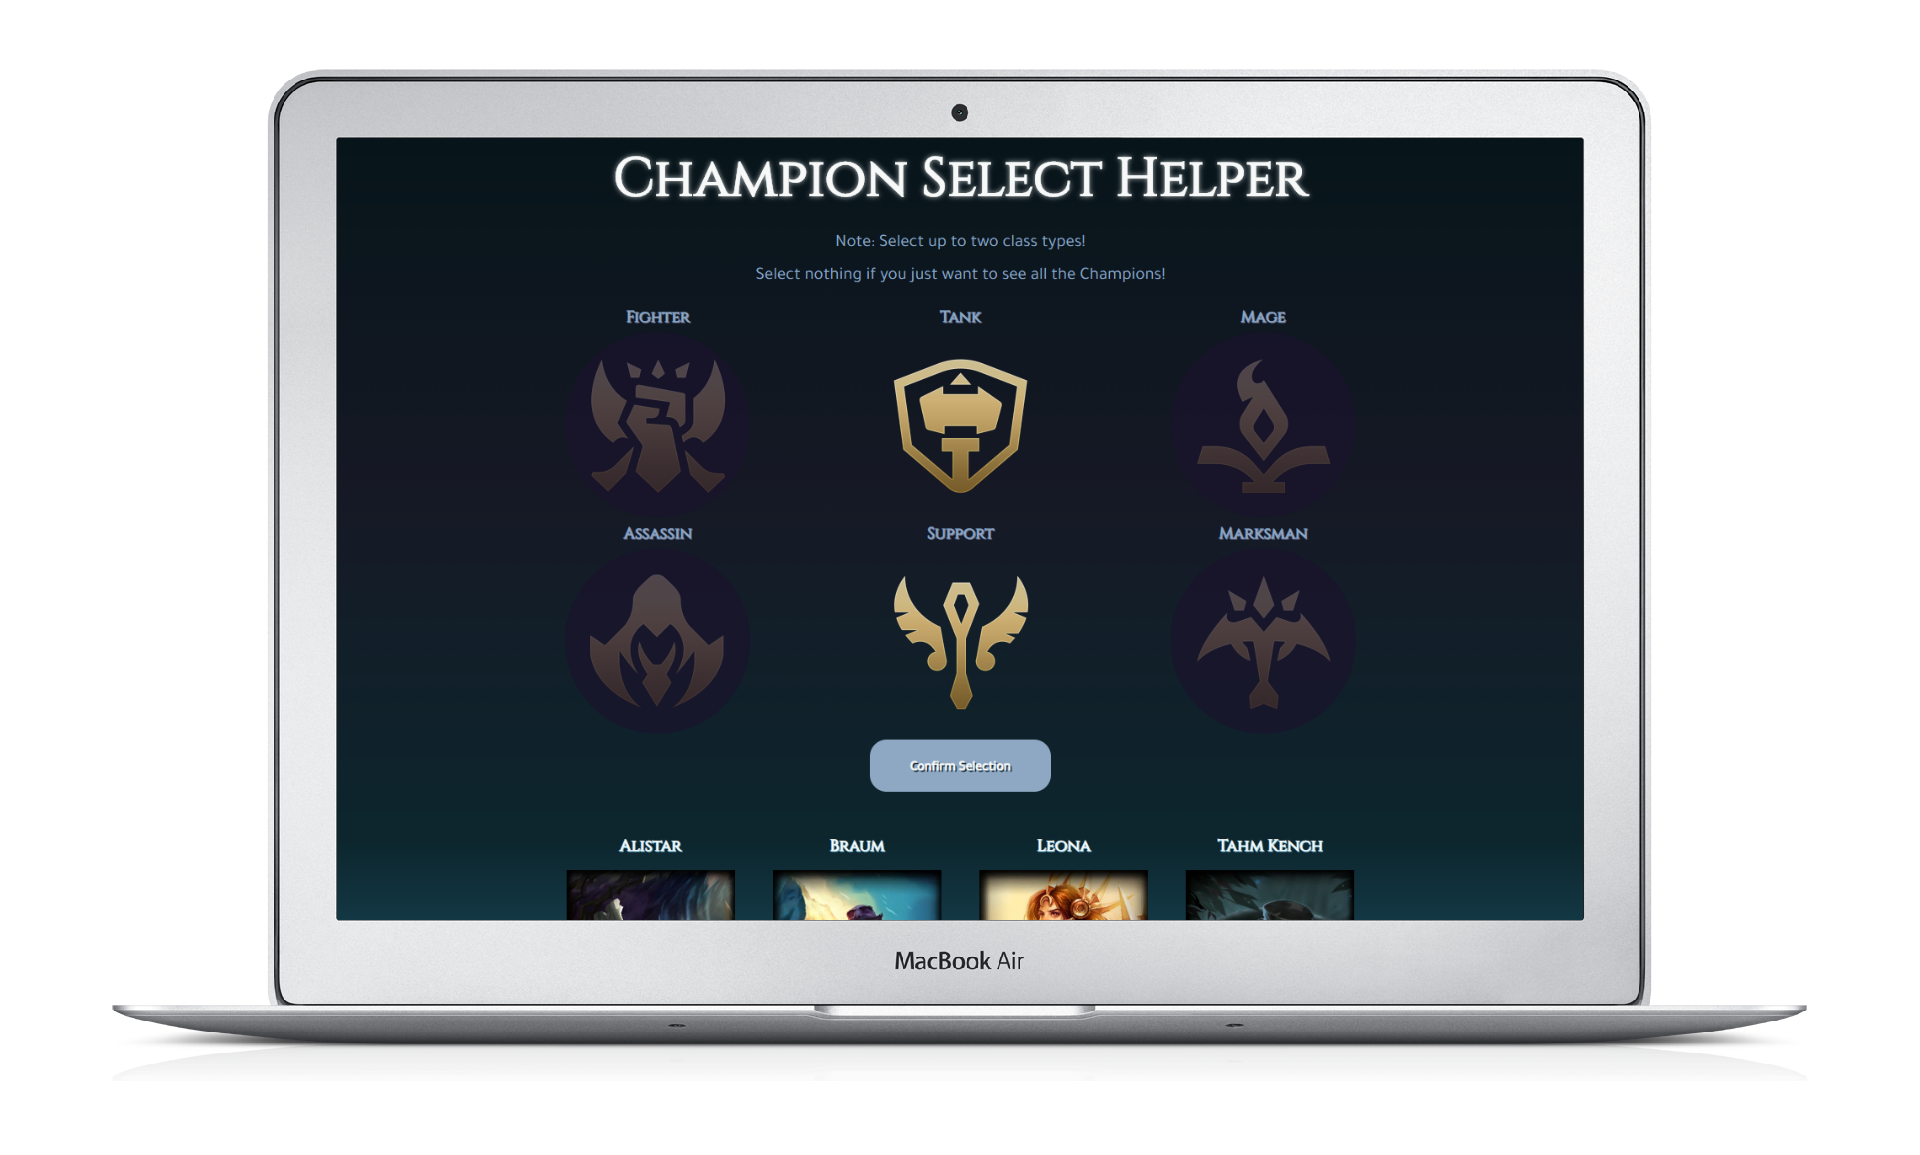 Champion Select Helper
Note: Select up to two class types!
Select nothing if you just want to see all the Champions!
Fighter Tank Mage
Assassin Support Marksman
Confirm Selection
Alistar Braum Leona Tahm Kench
MacBook Air